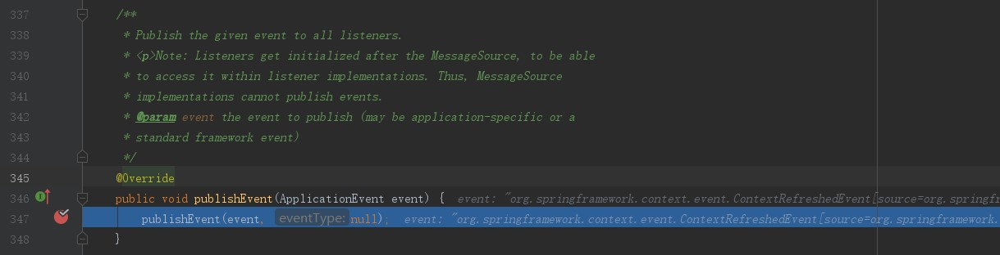 337 /**
338 * Publish the given event to all listeners.
339 * <p>Note: Listeners get initialized after the MessageSource, to be able
340 * to access it within listener implementations. Thus, MessageSource
341 * implementations cannot publish events.
342 * @param event the event to publish (may be application-specific or a
343 * standard framework event)
344 */
345 @Override
346 public void publishEvent(ApplicationEvent event) { event: "org.springframework.context.event.ContextRefreshedEvent[source=org.springfr
347 publishEvent(event, eventType: null); event: "org.springframework.context.event.ContextRefreshedEvent[source=org.springframework.
348 }